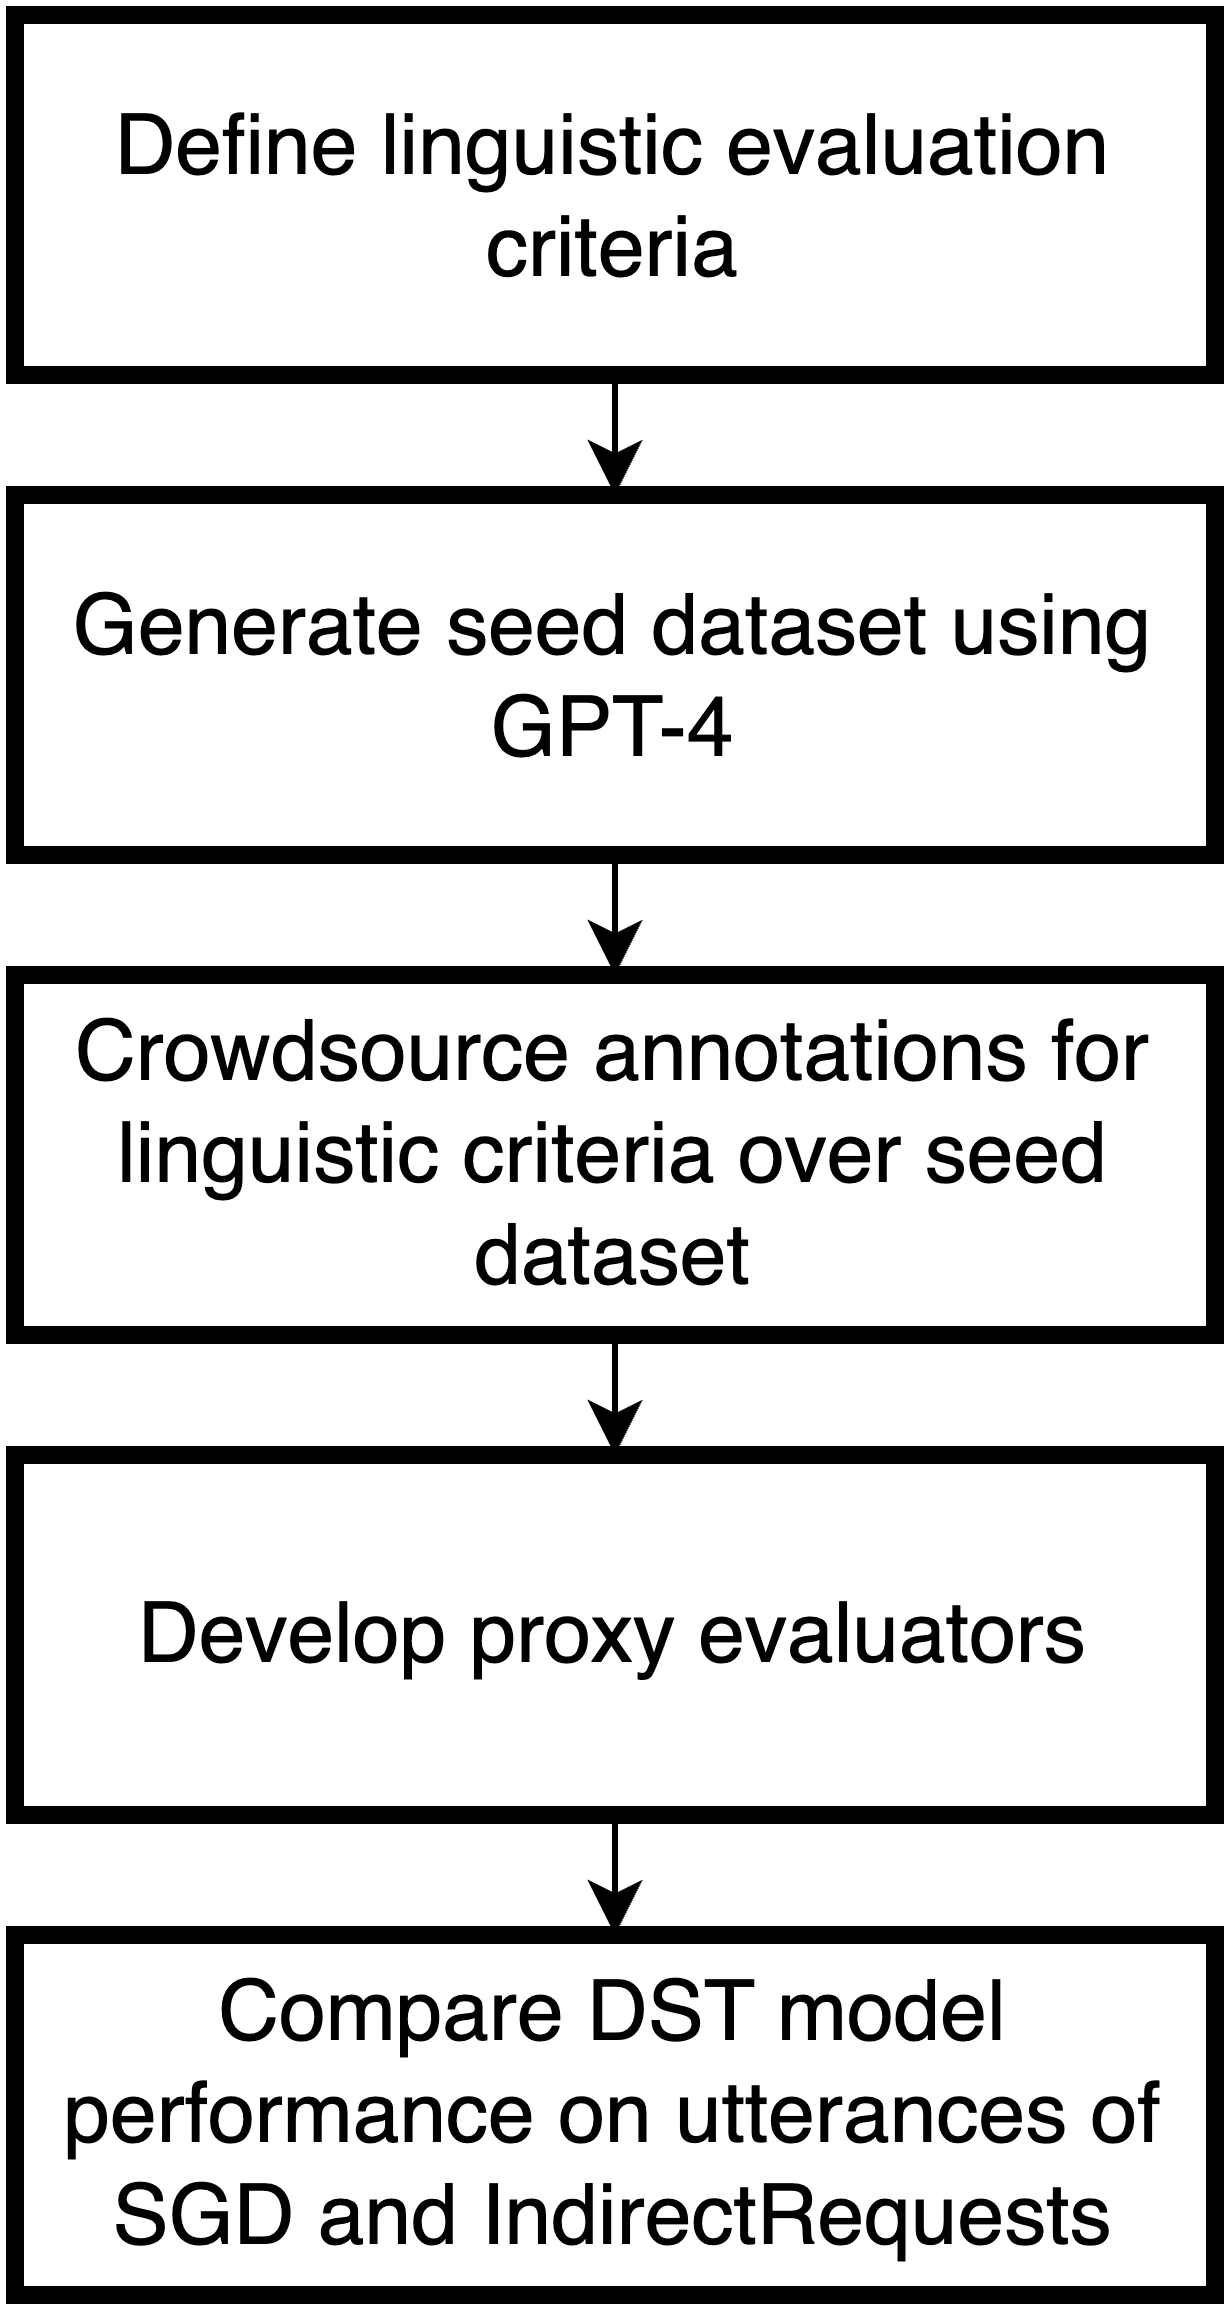 Define linguistic evaluation
criteria
Generate seed dataset using
GPT-4
Crowdsource annotations for
linguistic criteria over seed
dataset
Develop proxy evaluators
Compare DST model
performance on utterances of
SGD and IndirectRequests